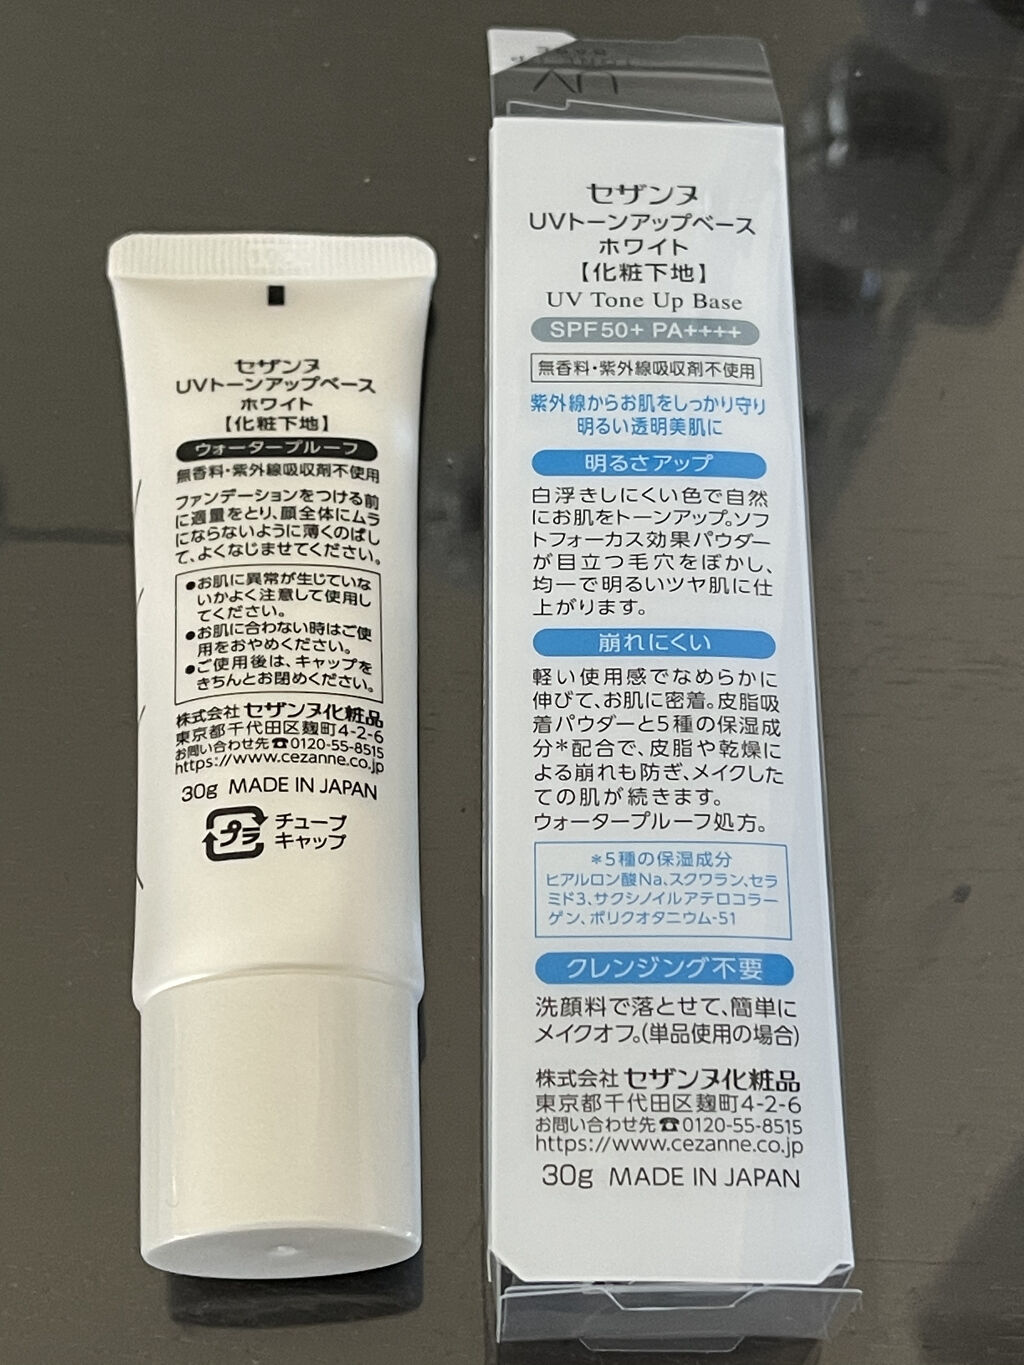 セザンヌ
UVトーンアップベース
ホワイト
【化粧下地】
ウォータープルーフ
無香料・紫外線吸収剤不使用
ファンデーションをつける前
に適量をとり、顔全体にムラ
にならないように薄くのばし
て、よくなじませてください。
●お肌に異常が生じていな
いかよく注意して使用し
てください。
●お肌に合わない時はご使
用をおやめください。
●ご使用後は、キャップを
きちんとお閉めください。
株式会社 セザンヌ化粧品
東京都千代田区麹町4-2-6
お問い合わせ先☎0120-55-8515
https://www.cezanne.co.jp
30g MADE IN JAPAN
プラ
チューブ
キャップ
UV
セザンヌ
UVトーンアップベース
ホワイト
【化粧下地】
UV Tone Up Base
SPF50+ PA++++
無香料・紫外線吸収剤不使用
紫外線からお肌をしっかり守り
明るい透明美肌に
明るさアップ
白浮きしにくい色で自然
にお肌をトーンアップ。ソフ
トフォーカス効果パウダー
が目立つ毛穴をぼかし、
均一で明るいツヤ肌に仕
上がります。
崩れにくい
軽い使用感でなめらかに
伸びて、お肌に密着。皮脂吸
着パウダーと5種の保湿成
分*配合で、皮脂や乾燥に
よる崩れも防ぎ、メイクした
ての肌が続きます。
ウォータープルーフ処方。
*5種の保湿成分
ヒアルロン酸Na、スクワラン、セラ
ミド3、サクシノイルアテロコラー
ゲン、ポリクオタニウム-51
クレンジング不要
洗顔料で落とせて、簡単に
メイクオフ。(単品使用の場合)
株式会社 セザンヌ化粧品
東京都千代田区麹町4-2-6
お問い合わせ先☎0120-55-8515
https://www.cezanne.co.jp
30g MADE IN JAPAN